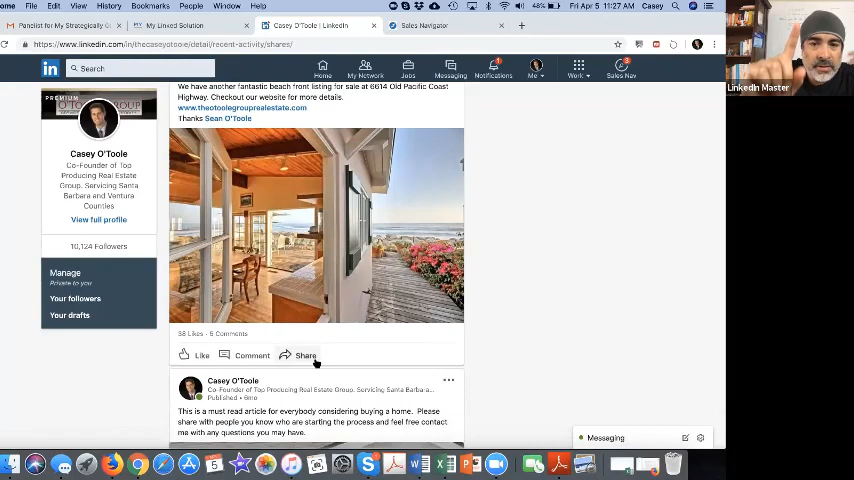 ome File Edit View History Bookmarks People Window 48% Fri Apr 5 11:27 AM Casey
Panelist for My Strategically C My Linked Solution Casey O'Toole | LinkedIn Sales Navigator
https://www.linkedin.com/in/thecaseyotoole/detail/recent-activity/shares/
in Search Home My Network Jobs Messaging Notifications Me Work Sales Nav
LinkedIn Master
PREMIUM
Casey O'Toole
Co-Founder of Top
Producing Real Estate
Group. Servicing Santa
Barbara and Ventura
Counties
View full profile
10,124 Followers
Manage
Private to you
Your followers
Your drafts
We have another fantastic beach front listing for sale at 6614 Old Pacific Coast
Highway. Checkout our website for more details.
www.theotoolegrouprealestate.com
Thanks Sean O'Toole
38 Likes • 5 Comments
Like Comment Share
Casey O'Toole
Co-Founder of Top Producing Real Estate Group. Servicing Santa Barbara...
Published • 6mo
This is a must read article for everybody considering buying a home. Please
share with people you know who are starting the process and feel free contact
me with any questions you may have.
Messaging